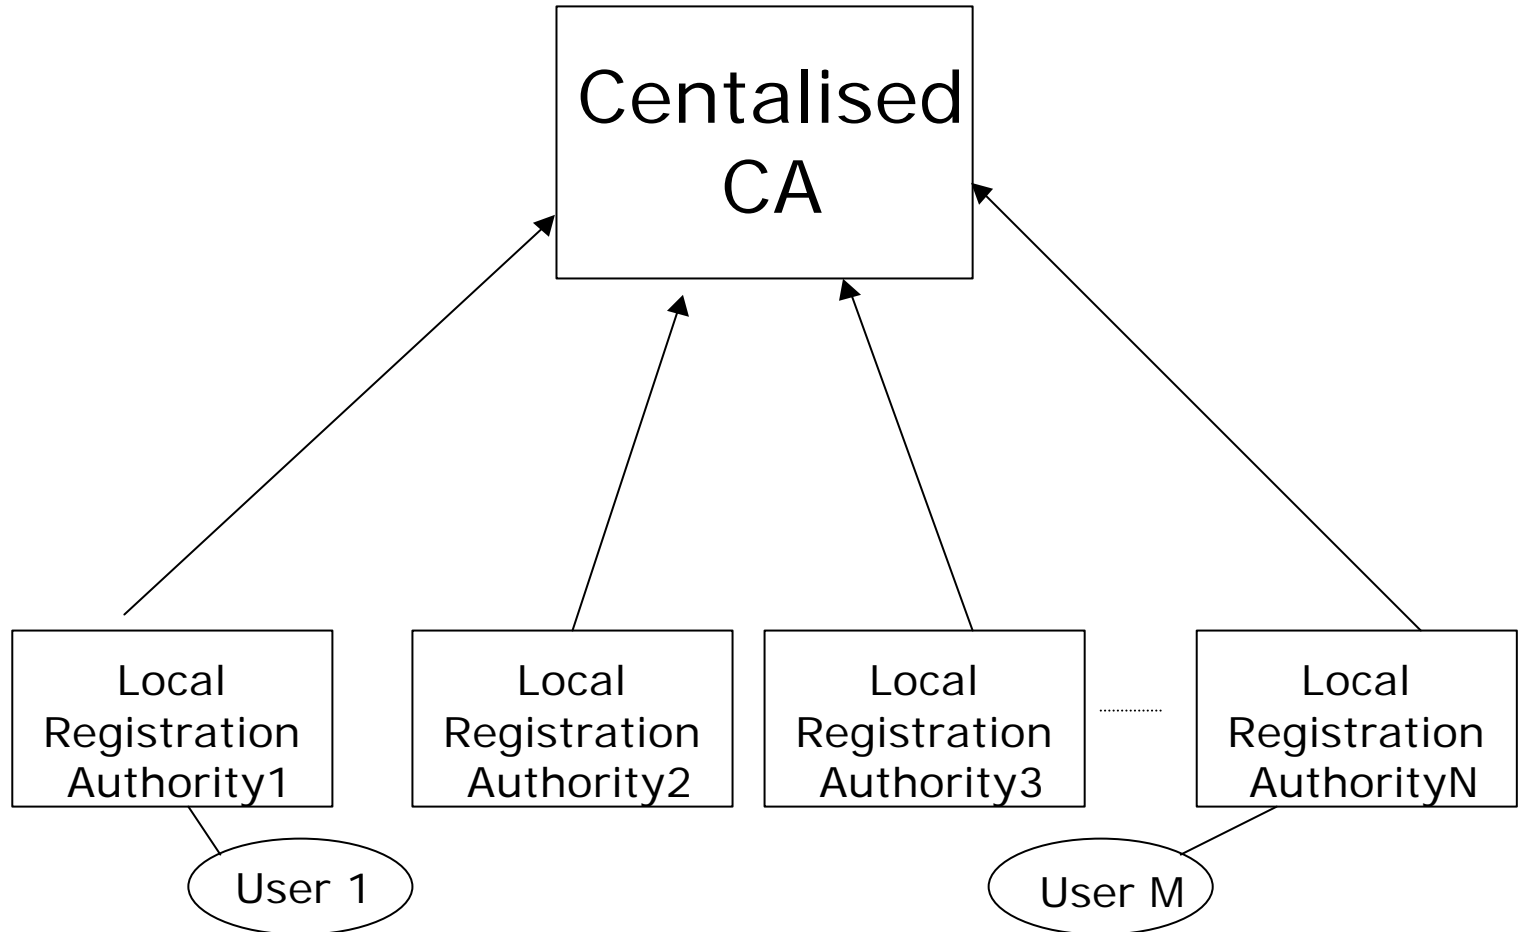 Centalised
CA
Local
Registration
Authority1
Local
Registration
Authority2
Local
Registration
Authority3
...............
Local
Registration
AuthorityN
User 1
User M